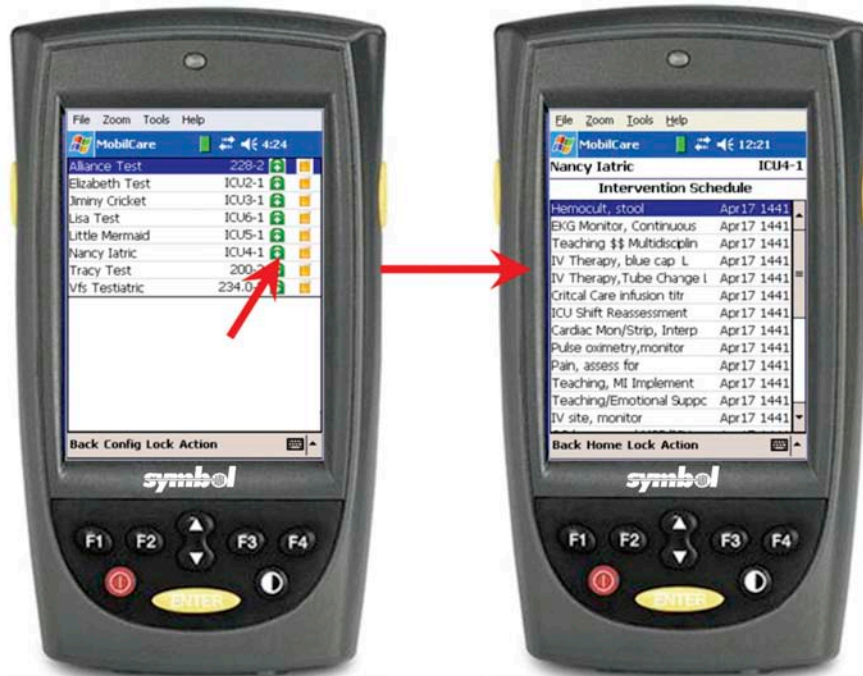 File Zoom Tools Help
MobilCare 4:24
Alliance Test 228-2
Elizabeth Test ICU2-1
Jiminy Cricket ICU3-1
Lisa Test ICU6-1
Little Mermaid ICU5-1
Nancy Iatric ICU4-1
Tracy Test
Vfs Testiatric
Back Config Lock Action
symbol
F1 F2 F3 F4
ENTER
File Zoom Tools Help
MobilCare 12:21
Nancy Iatric ICU4-1
Intervention Schedule
Hemocult, stool Apr17 1441
EKG Monitor, Continuous Apr17 1441
Teaching $$ Multidisciplin Apr17 1441
IV Therapy, blue cap L Apr17 1441
IV Therapy,Tube Change Apr17 1441
Critcal Care infusion titr Apr17 1441
ICU Shift Reassessment Apr17 1441
Cardiac Mon/Strip, Interp Apr17 1441
Pulse oximetry,monitor Apr17 1441
Pain, assess for Apr17 1441
Teaching, MI Implement Apr17 1441
Teaching/Emotional Suppc Apr17 1441
IV site, monitor Apr17 1441
Back Home Lock Action
symbol
F1 F2 F3 F4
ENTER